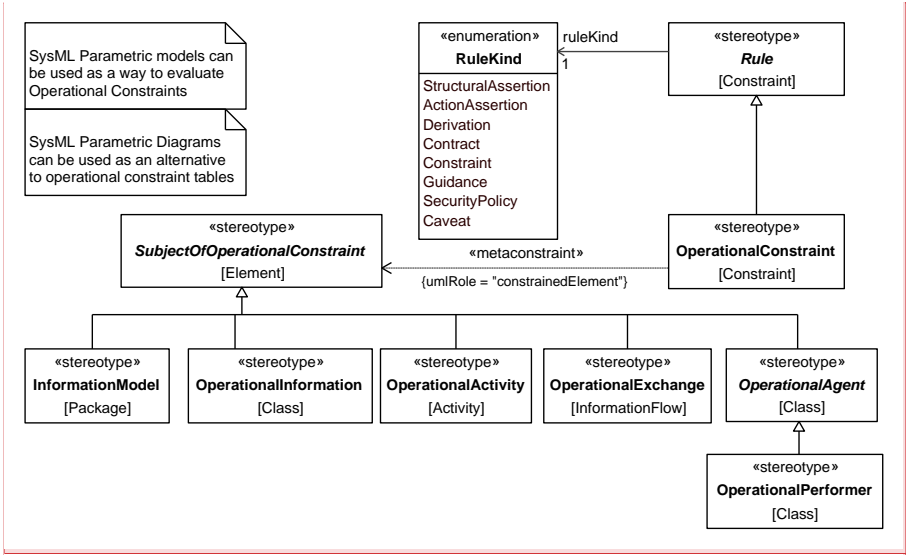 SysML Parametric models can
be used as a way to evaluate
Operational Constraints
SysML Parametric Diagrams
can be used as an alternative
to operational constraint tables
«enumeration»
RuleKind
StructuralAssertion
ActionAssertion
Derivation
Contract
Constraint
Guidance
SecurityPolicy
Caveat
ruleKind
1
«stereotype»
Rule
[Constraint]
«stereotype»
SubjectOfOperationalConstraint
[Element]
«metaconstraint»
{umlRole = "constrainedElement"}
«stereotype»
OperationalConstraint
[Constraint]
«stereotype»
InformationModel
[Package]
«stereotype»
OperationalInformation
[Class]
«stereotype»
OperationalActivity
[Activity]
«stereotype»
OperationalExchange
[InformationFlow]
«stereotype»
OperationalAgent
[Class]
«stereotype»
OperationalPerformer
[Class]